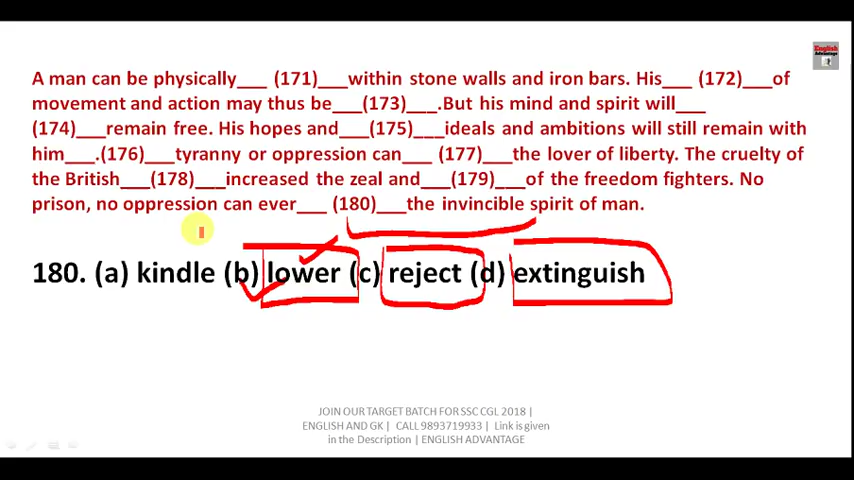 English
Advantage
A man can be physically___ (171)___within stone walls and iron bars. His___ (172)___of
movement and action may thus be___(173)___.But his mind and spirit will___
(174)___remain free. His hopes and___(175)___ideals and ambitions will still remain with
him___.(176)___tyranny or oppression can___ (177)___the lover of liberty. The cruelty of
the British___(178)___increased the zeal and___(179)___of the freedom fighters. No
prison, no oppression can ever___ (180)___the invincible spirit of man.
180. (a) kindle (b) lower (c) reject (d) extinguish
JOIN OUR TARGET BATCH FOR SSC CGL 2018 |
ENGLISH AND GK | CALL 9893719933 | Link is given
in the Description | ENGLISH ADVANTAGE